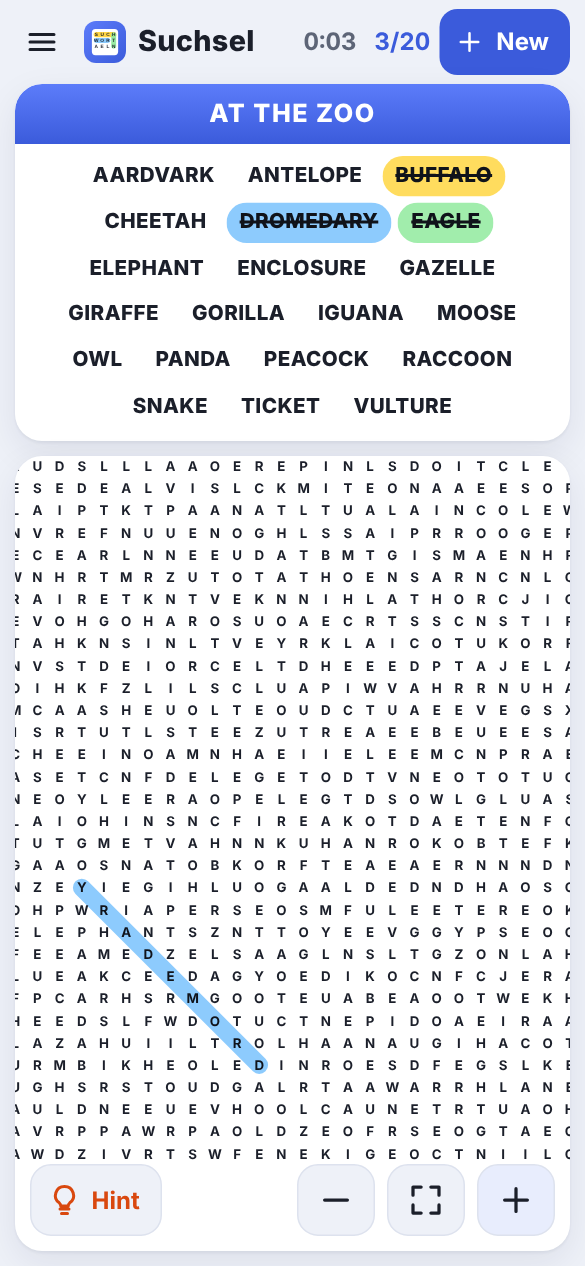 Suchsel 0:03 3/20 New
AT THE ZOO
AARDVARK ANTELOPE BUFFALO
CHEETAH DROMEDARY EAGLE
ELEPHANT ENCLOSURE GAZELLE
GIRAFFE GORILLA IGUANA MOOSE
OWL PANDA PEACOCK RACCOON
SNAKE TICKET VULTURE
U D S L L L A A O E R E P I N L S D O I T C L E
E S E D E A L V I S L C K M I T E O N A A E E S O
L A I P T K T P A A N A T L T U A L A I N C O L E
V R E F N U U E N O G H L S S A I P R R O O G E
E C E A R L N N E E U D A T B M T G I S M A E N H
N H R T M R Z U T O T A T H O E N S A R N C N L
A I R E T K N T V E K N N I H L A T H O R C J I
E V O H G O H A R O S U O A E C R T S S C N S T I
A H K N S I N L T V E Y R K L A I C O T U K O R
V S T D E I O R C E L T D H E E E D P T A J E L
I H K F Z L I L S C L U A P I W V A H R R N U H
C A A S H E U O L T E O U D C T U A E E V E G S
S R T U T L S T E E Z U T R E A E E B E U E E S
H E E I N O A M N H A E I I E L E E M C N P R A
S E T C N F D E L E G E T O D T V N E O T O T U
E O Y L E E R A O P E L E G T D S O W L G L U A
A I O H I N S N C F I R E A K O T D A E T E N F
U T G M E T V A H N N K U H A N R O K O B T E F
A A O S N A T O B K O R F T E A E A E R N N N D
Z E Y I E G I H L U O G A A L D E D N D H A O S
H P W R I A P E R S E O S M F U L E E T E R E O
E L E P H A N T S Z N T T O Y E E V G G Y P S E O
E E A M E D Z E L S A A G L N S L T G Z O N L A
U E A K C E E D A G Y O E D I K O C N F C J E R
P C A R H S R M G O O T E U A B E A O O T W E K
E E D S L F W D O T U C T N E P I D O A E I R A
A Z A H U I I L T R O L H A A N A U G I H A C O
R M B I K H E O L E D I N R O E S D F E G S L K
G H S R S T O U D G A L R T A A W A R R H L A N
U L D N E E U E V H O O L C A U N E T R T U A O
V R P P A W R P A O L D Z E O F R S E O G T A E
W D Z I V R T S W F E N E K I G E O C T N I I L
Hint